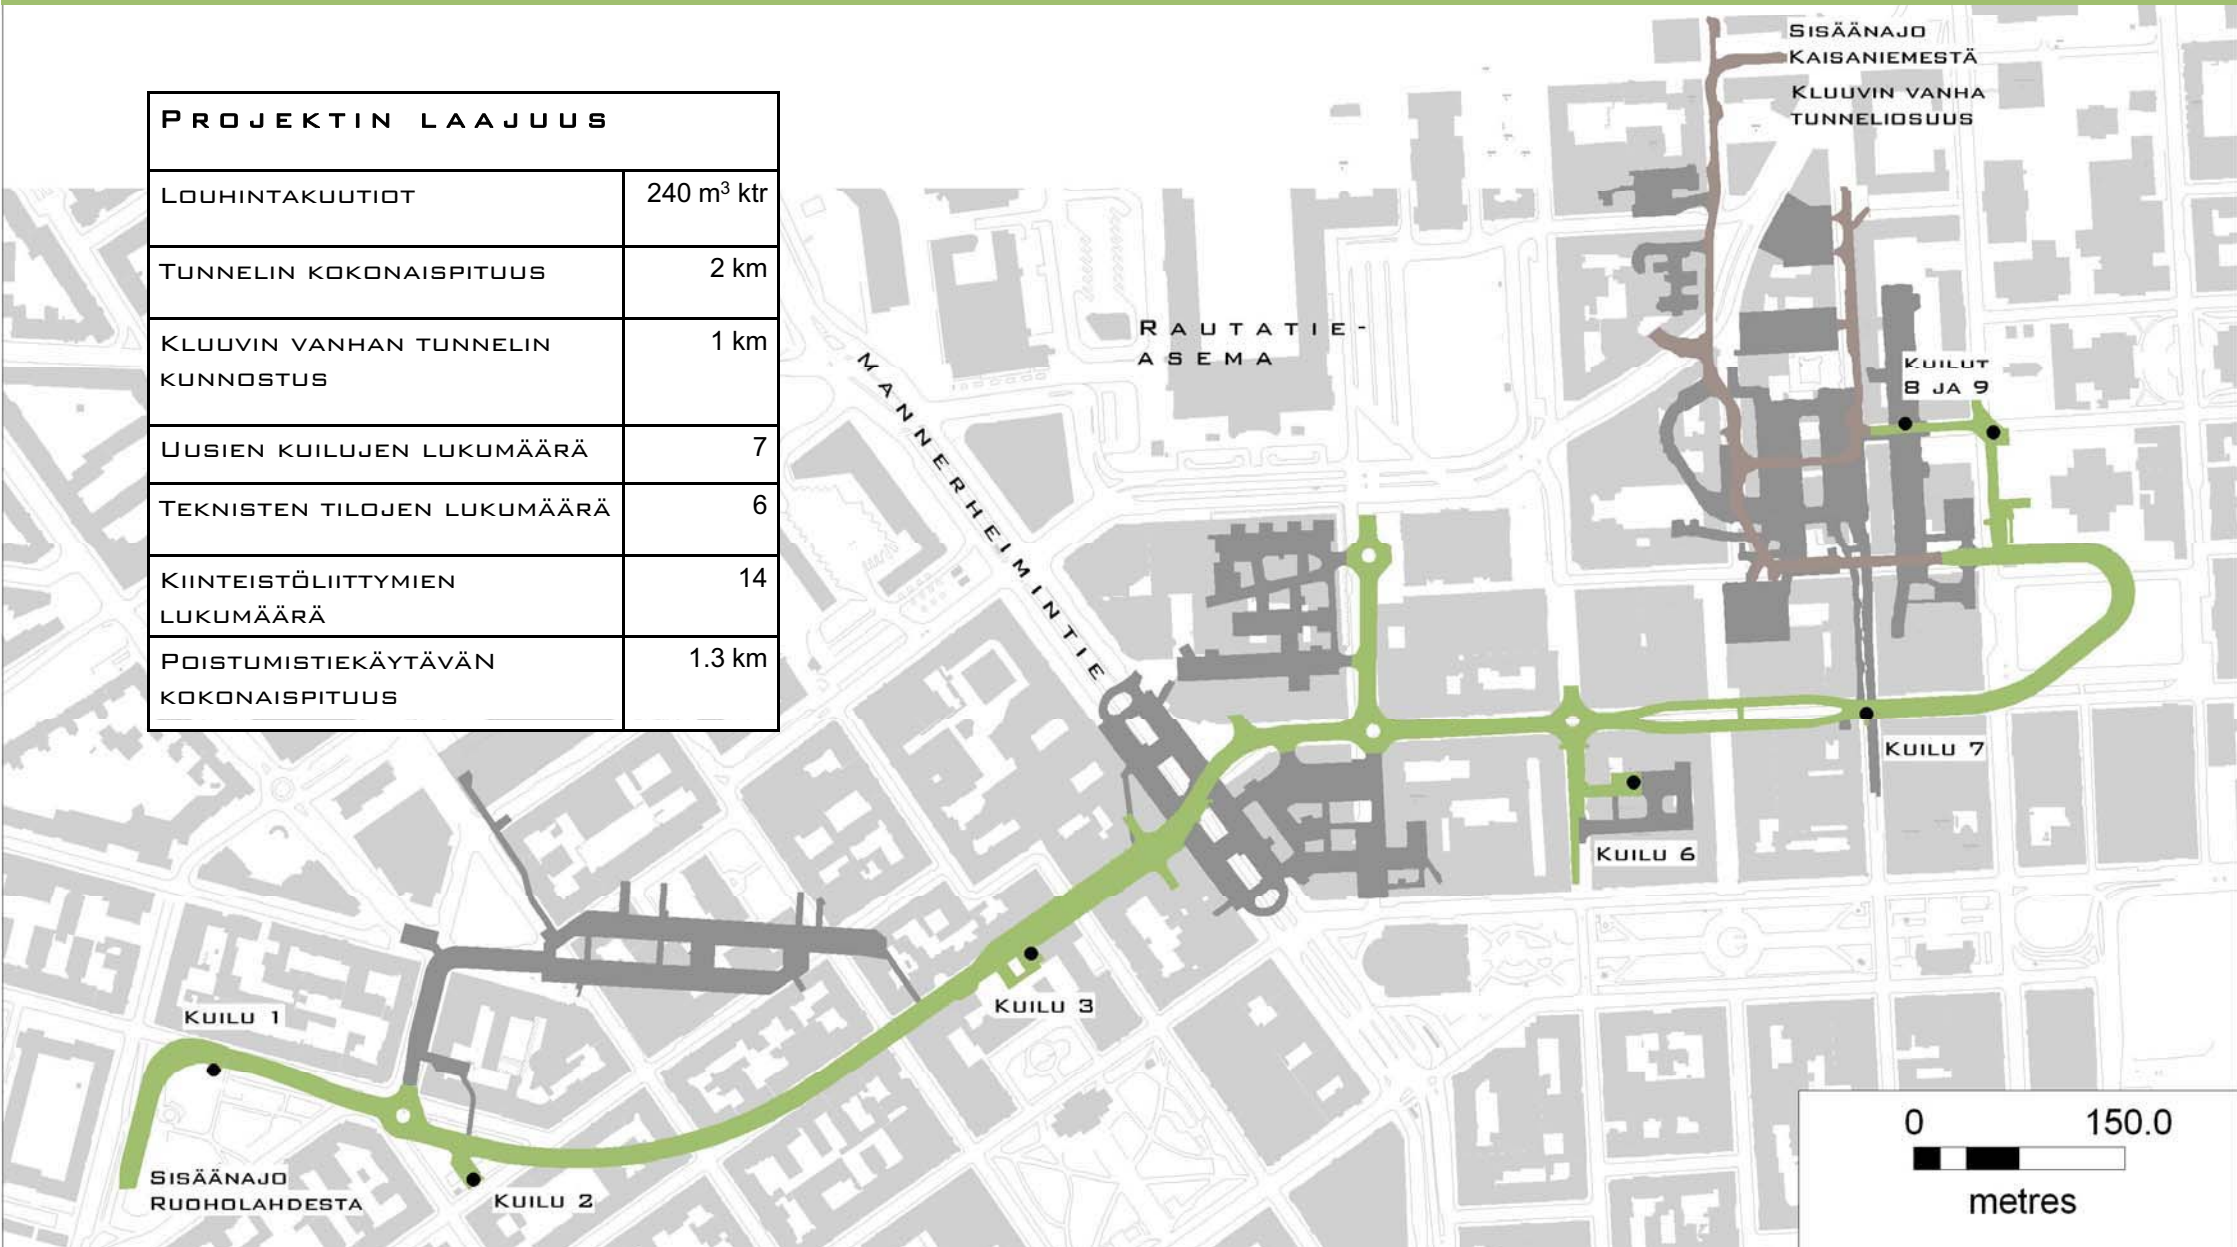 PROJEKTIN LAAJUUS
LOUHINTAKUUTIOT 240 m³ ktr
TUNNELIN KOKONAISPITUUS 2 km
KLUUVIN VANHAN TUNNELIN 1 km
KUNNOSTUS
UUSIEN KUILUJEN LUKUMÄÄRÄ 7
TEKNISTEN TILOJEN LUKUMÄÄRÄ 6
KIINTEISTÖLIITTYMIEN 14
LUKUMÄÄRÄ
POISTUMISTIEKÄYTÄVÄN 1.3 km
KOKONAISPITUUS
SISÄÄNAJO
KAISANIEMESTÄ
KLUUVIN VANHA
TUNNELIOSUUS
RAUTATIE-
ASEMA
MANNERHEIMINTIE
KUILUT
8 JA 9
KUILU 7
KUILU 6
KUILU 3
KUILU 1
KUILU 2
SISÄÄNAJO
RUOHOLAHDESTA
0 150.0
metres